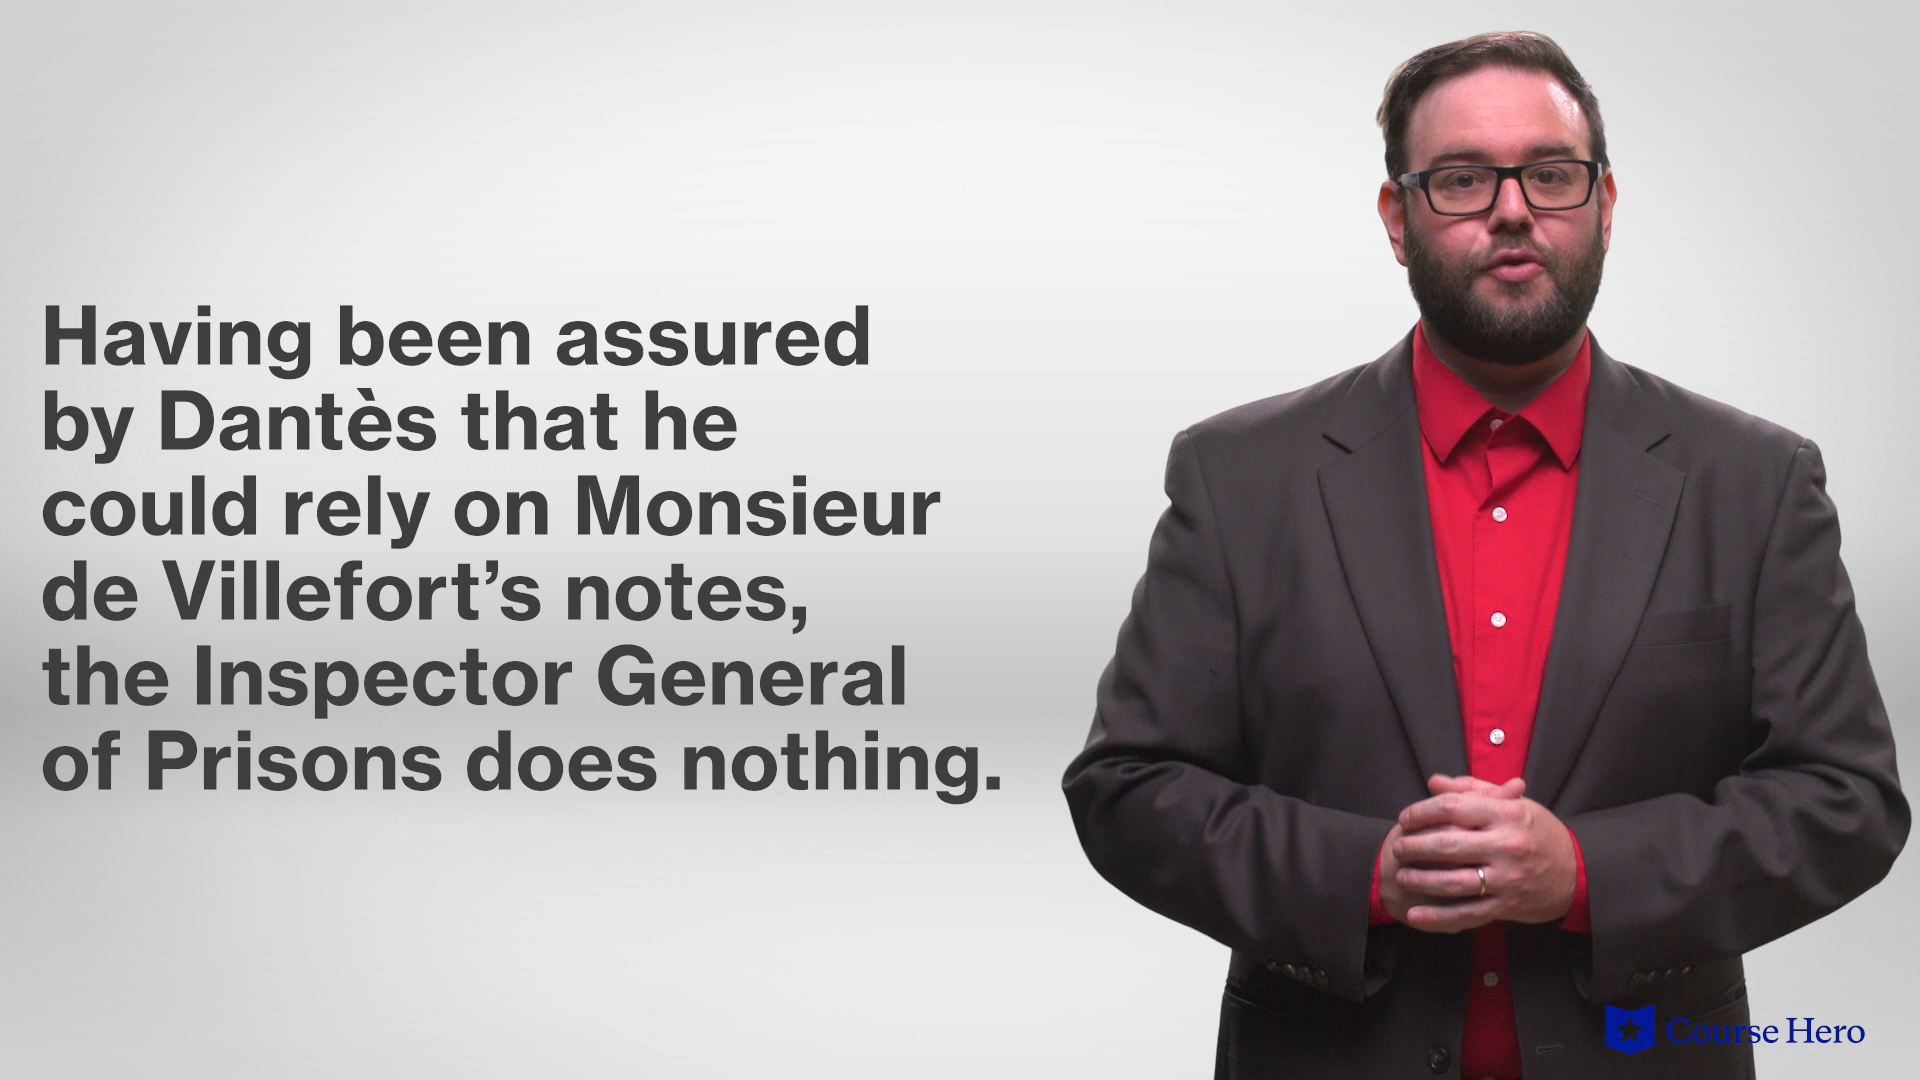 Having been assured
by Dantès that he
could rely on Monsieur
de Villefort’s notes,
the Inspector General
of Prisons does nothing.
Course Hero